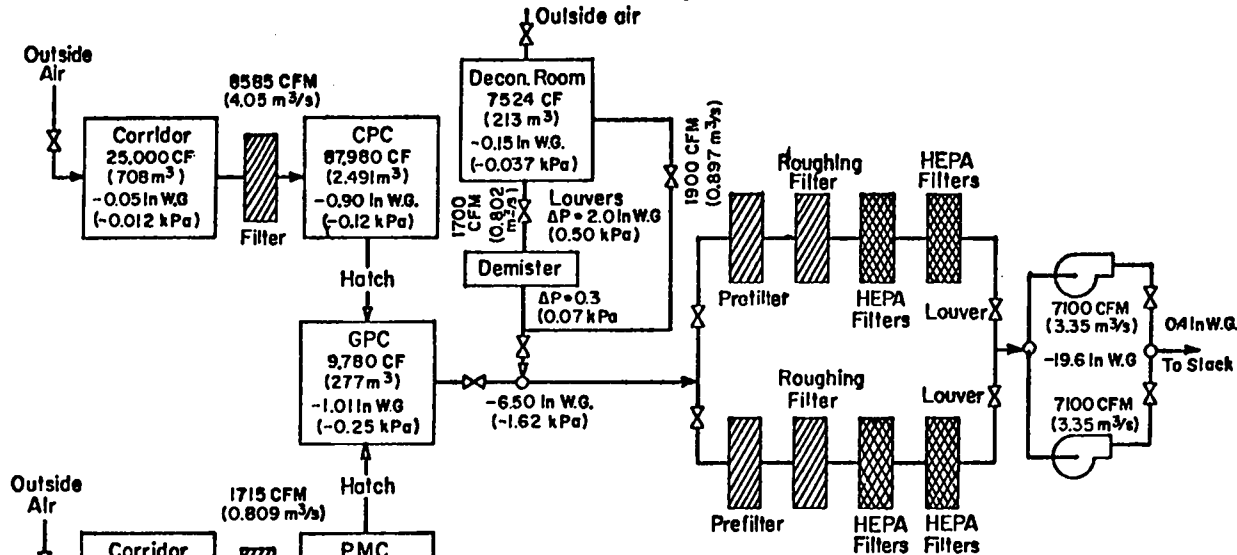 Outside air
Outside
Air
8585 CFM
(4.05 m³/s)
Corridor
25,000 CF
(708m³)
-0.05 In W.G
(-0.012 kPa)
Filter
CPC
87,980 CF
(2.491m³)
-0.90 In W.G.
(-0.12 kPa)
Hatch
Decon. Room
7524 CF
(213 m³)
-0.15 In W.G.
(-0.037 kPa)
1700
CFM
(0.802
m³/s)
Louvers
ΔP = 2.0 In W.G
(0.50 kPa)
1900 CFM
(0.897 m³/s)
Demister
ΔP = 0.3
(0.07 kPa
GPC
9,780 CF
(277m³)
-1.01 In W.G
(-0.25 kPa)
-6.50 In W.G.
(-1.62 kPa)
Roughing
Filter
HEPA
Filters
Prefilter
HEPA
Filters
Louver
7100 CFM
(3.35 m³/s)
-19.6 In W.G
0.4 In W.G.
To Stack
7100 CFM
(3.35 m³/s)
Roughing
Filter
Louver
Prefilter
HEPA
Filters
HEPA
Filters
Outside
Air
1715 CFM
(0.809 m³/s)
Hatch
Corridor
PMC